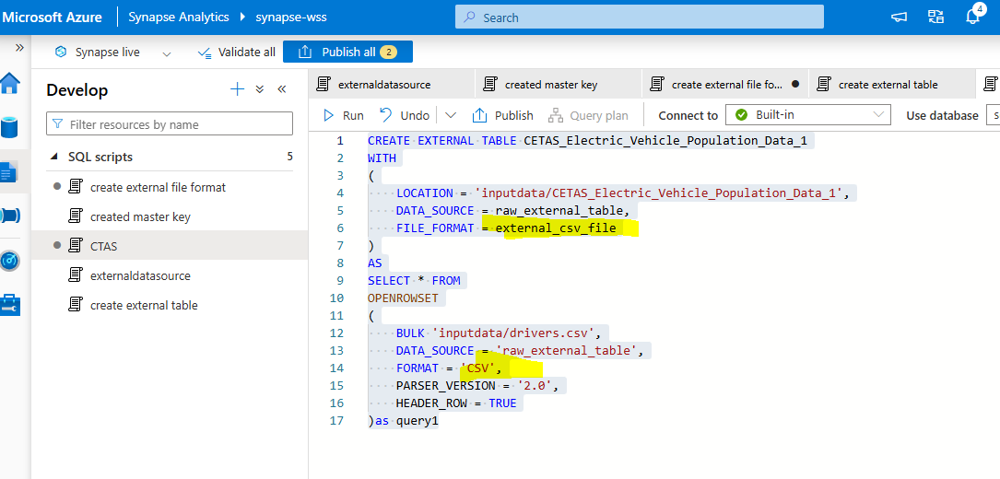 Microsoft Azure Synapse Analytics synapse-wss Search 4
» Synapse live Validate all Publish all 2
Develop
Filter resources by name
SQL scripts 5
create external file format
created master key
CTAS
externaldatasource
create external table
externaldatasource created master key create external file fo... create external table
Run Undo Publish Query plan Connect to Built-in Use database s
1 CREATE EXTERNAL TABLE CETAS_Electric_Vehicle_Population_Data_1
2 WITH
3 (
4 LOCATION = 'inputdata/CETAS_Electric_Vehicle_Population_Data_1',
5 DATA_SOURCE = raw_external_table,
6 FILE_FORMAT = external_csv_file
7 )
8 AS
9 SELECT * FROM
10 OPENROWSET
11 (
12 BULK 'inputdata/drivers.csv',
13 DATA_SOURCE = 'raw_external_table',
14 FORMAT = 'CSV',
15 PARSER_VERSION = '2.0',
16 HEADER_ROW = TRUE
17 )as query1